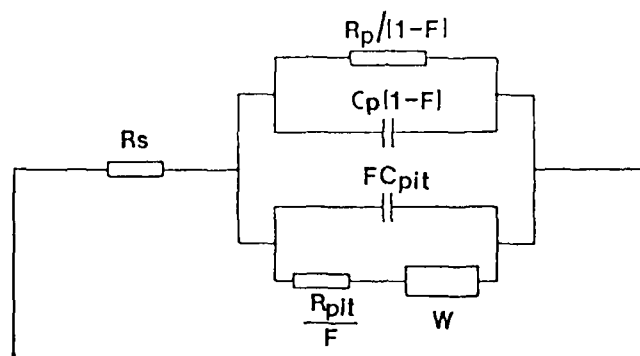 Rp/(1-F)
Cp(1-F)
Rs
FCpit
Rpit
F
W